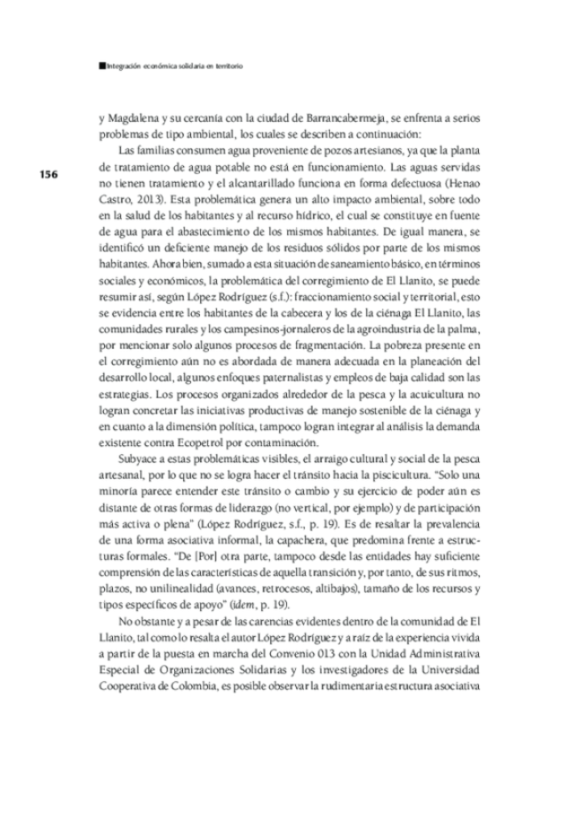 Integración económica solidaria en territorio
y Magdalena y su cercanía con la ciudad de Barrancabermeja, se enfrenta a serios
problemas de tipo ambiental, los cuales se describen a continuación:
Las familias consumen agua proveniente de pozos artesianos, ya que la planta
156
de tratamiento de agua potable no está en funcionamiento. Las aguas servidas
no tienen tratamiento y el alcantarillado funciona en forma defectuosa (Henao
Castro, 2013). Esta problemática genera un alto impacto ambiental, sobre todo
en la salud de los habitantes y al recurso hídrico, el cual se constituye en fuente
de agua para el abastecimiento de los mismos habitantes. De igual manera, se
identificó un deficiente manejo de los residuos sólidos por parte de los mismos
habitantes. Ahora bien, sumado a esta situación de saneamiento básico, en términos
sociales y económicos, la problemática del corregimiento de El Llanito, se puede
resumir así, según López Rodríguez (s.f.): fraccionamiento social y territorial, esto
se evidencia entre los habitantes de la cabecera y los de la ciénaga El Llanito, las
comunidades rurales y los campesinos-jornaleros de la agroindustria de la palma,
por mencionar solo algunos procesos de fragmentación. La pobreza presente en
el corregimiento aún no es abordada de manera adecuada en la planeación del
desarrollo local, algunos enfoques paternalistas y empleos de baja calidad son las
estrategias. Los procesos organizados alrededor de la pesca y la acuicultura no
logran concretar las iniciativas productivas de manejo sostenible de la ciénaga y
en cuanto a la dimensión política, tampoco logran integrar al análisis la demanda
existente contra Ecopetrol por contaminación.
Subyace a estas problemáticas visibles, el arraigo cultural y social de la pesca
artesanal, por lo que no se logra hacer el tránsito hacia la piscicultura. “Solo una
minoría parece entender este tránsito o cambio y su ejercicio de poder aún es
distante de otras formas de liderazgo (no vertical, por ejemplo) y de participación
más activa o plena” (López Rodríguez, s.f., p. 19). Es de resaltar la prevalencia
de una forma asociativa informal, la capachera, que predomina frente a estruc-
turas formales. “De [Por] otra parte, tampoco desde las entidades hay suficiente
comprensión de las características de aquella transición y, por tanto, de sus ritmos,
plazos, no unilinealidad (avances, retrocesos, altibajos), tamaño de los recursos y
tipos específicos de apoyo” (idem, p. 19).
No obstante y a pesar de las carencias evidentes dentro de la comunidad de El
Llanito, tal como lo resalta el autor López Rodríguez y a raíz de la experiencia vivida
a partir de la puesta en marcha del Convenio 013 con la Unidad Administrativa
Especial de Organizaciones Solidarias y los investigadores de la Universidad
Cooperativa de Colombia, es posible observar la rudimentaria estructura asociativa